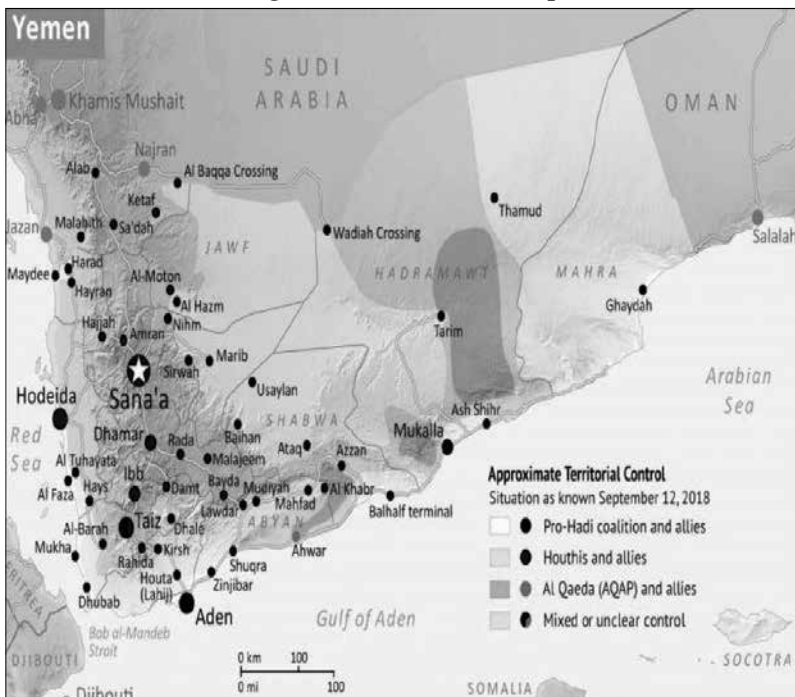 Yemen
SAUDI
ARABIA
OMAN
Khamis Mushait
Abha
Najran
Al Baqqa Crossing
Alab
Ketaf
Thamud
Sa'dah
Malahith
Wadiah Crossing
Salalah
Jazan
JAWF
Harad
Maydee
Hayran
Al-Moton
HADRAMAWT
MAHRA
Al Hazm
Ghaydah
Nihm
Tarim
Hajjah
Amran
Marib
Sirwah
Sana'a
Usaylan
Arabian
Sea
Hodeida
Red
Sea
SHABWA
Ash Shihr
Baihan
Dhamar
Rada
Ataq
Mukalla
Al Tuhayata
Malajeem
Azzan
Ibb
Al Faza
Hays
Damt
Bayda
Mudiyah
Al Khabr
Mahfad
Lawdar
Balhalf terminal
Al-Barah
Taiz
Dhale
ABYAN
Ahwar
Mukha
Rahida
Kirsh
Shuqra
Houta
(Lahij)
Zinjibar
Dhubab
Aden
ERITREA
Gulf of Aden
Bab al-Mandeb
Strait
DJIBOUTI
Djibouti
SOMALIA
SOCOTRA
Approximate Territorial Control
Situation as known September 12, 2018
Pro-Hadi coalition and allies
Houthis and allies
Al Qaeda (AQAP) and allies
Mixed or unclear control
0 km 100
0 mi 100